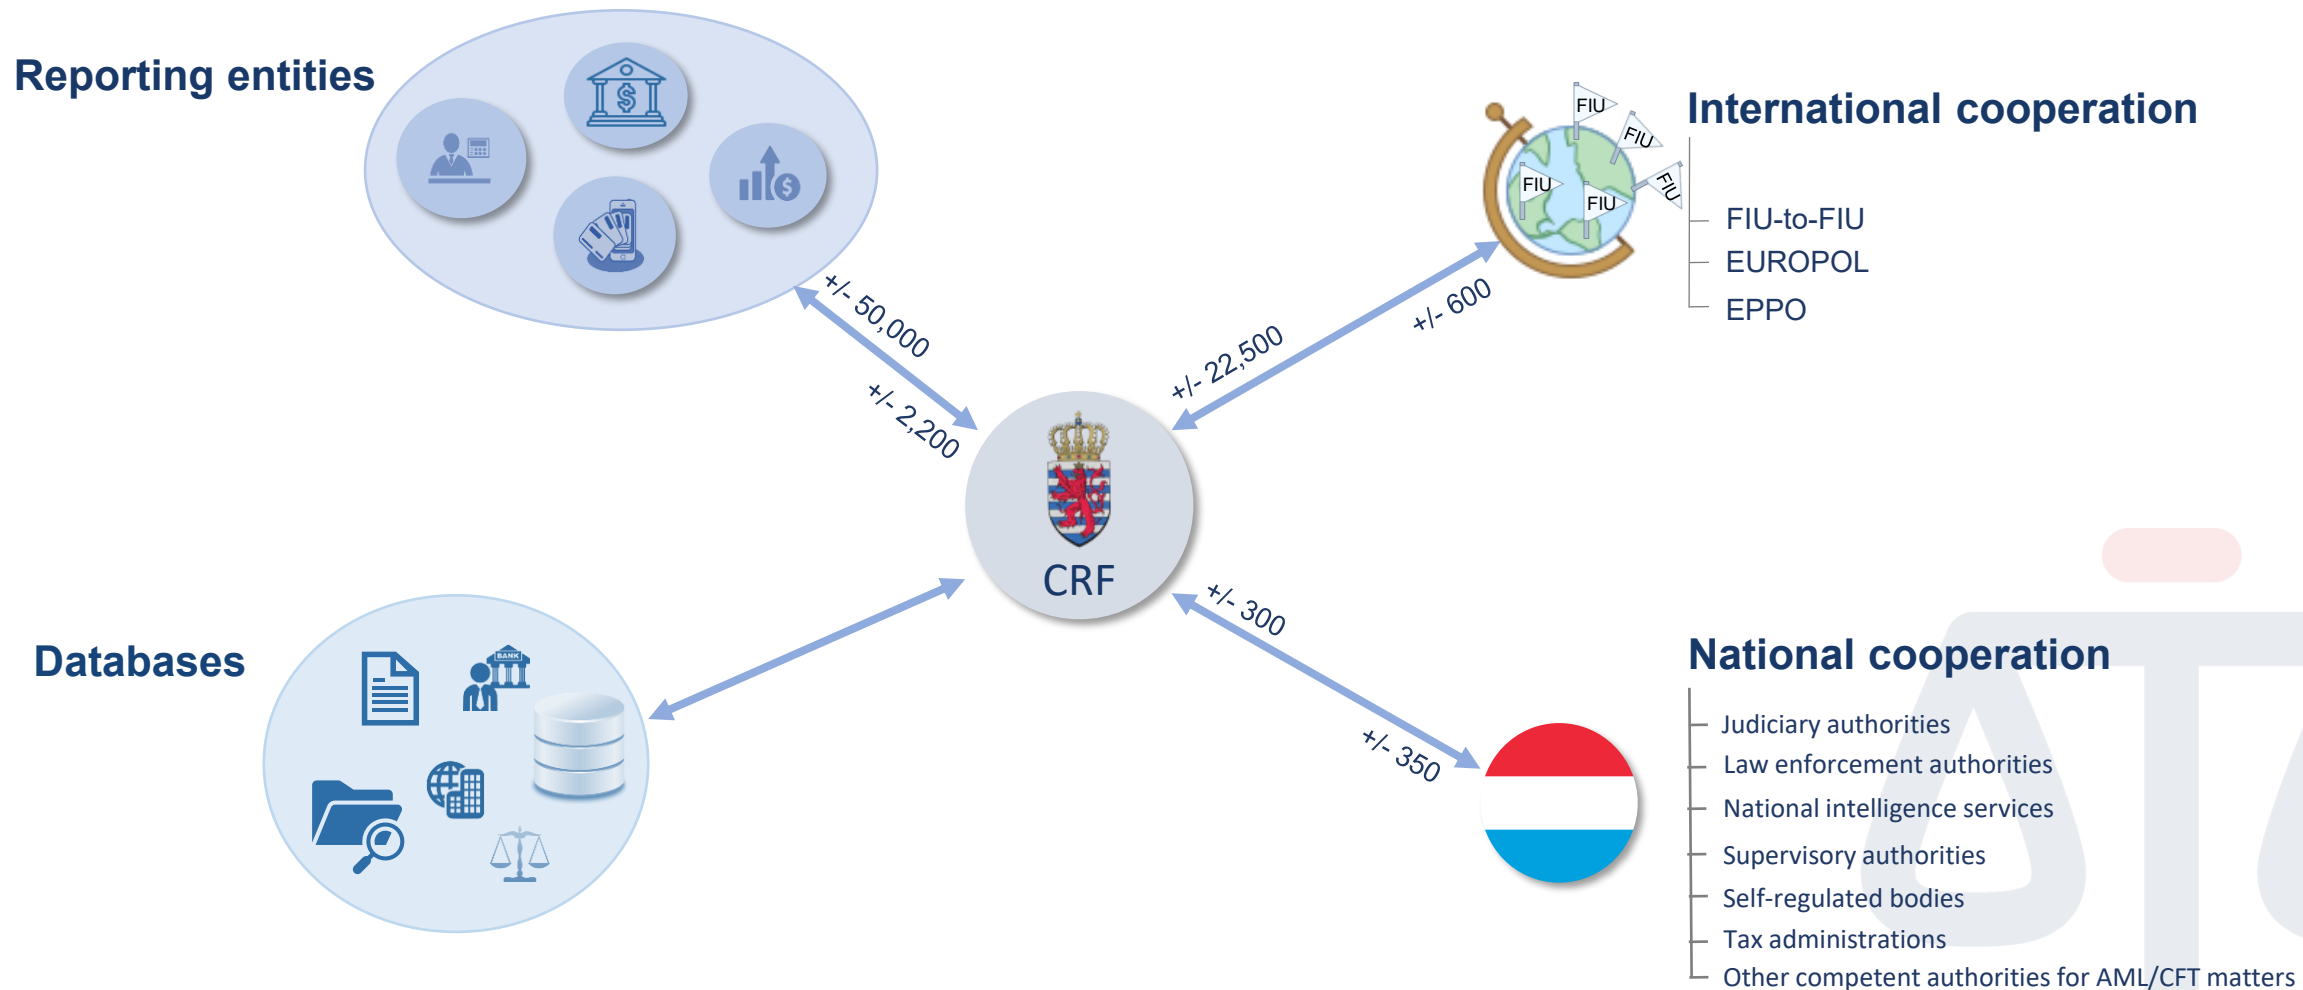 Reporting entities
+/- 50,000
+/- 2,200
FIU
FIU
FIU
FIU
FIU
International cooperation
FIU-to-FIU
EUROPOL
EPPO
+/- 600
+/- 22,500
CRF
Databases
BANK
+/- 300
+/- 350
National cooperation
Judiciary authorities
Law enforcement authorities
National intelligence services
Supervisory authorities
Self-regulated bodies
Tax administrations
Other competent authorities for AML/CFT matters